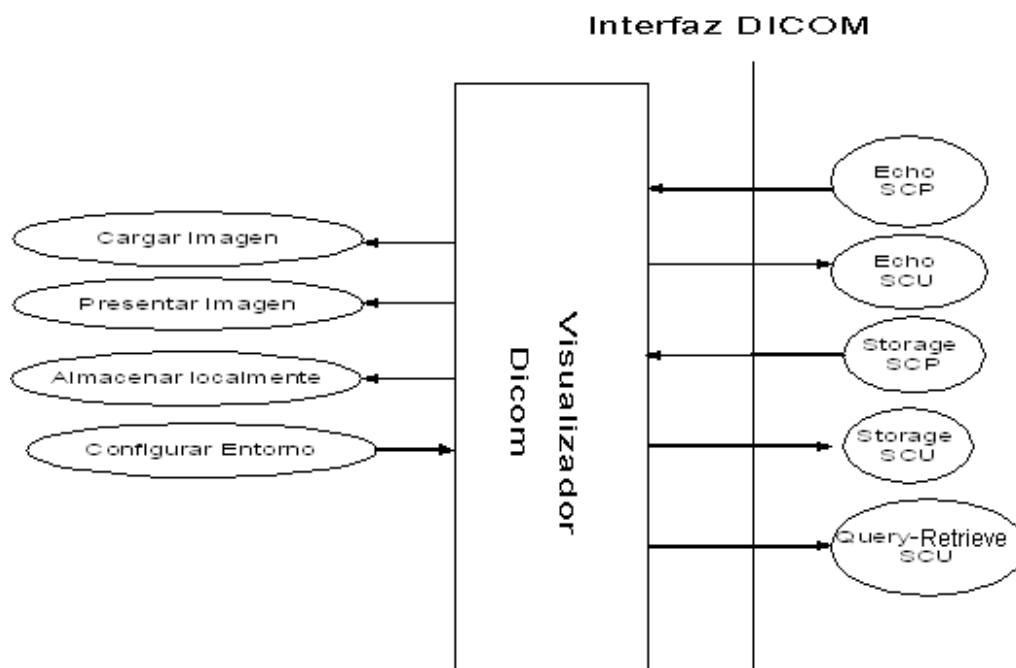 Interfaz DICOM
Cargar Imagen
Presentar Imagen
Almacenar localmente
Configurar Entorno
Visualizador
Dicom
Echo
SCP
Echo
SCU
Storage
SCP
Storage
SCU
Query-Retrieve
SCU